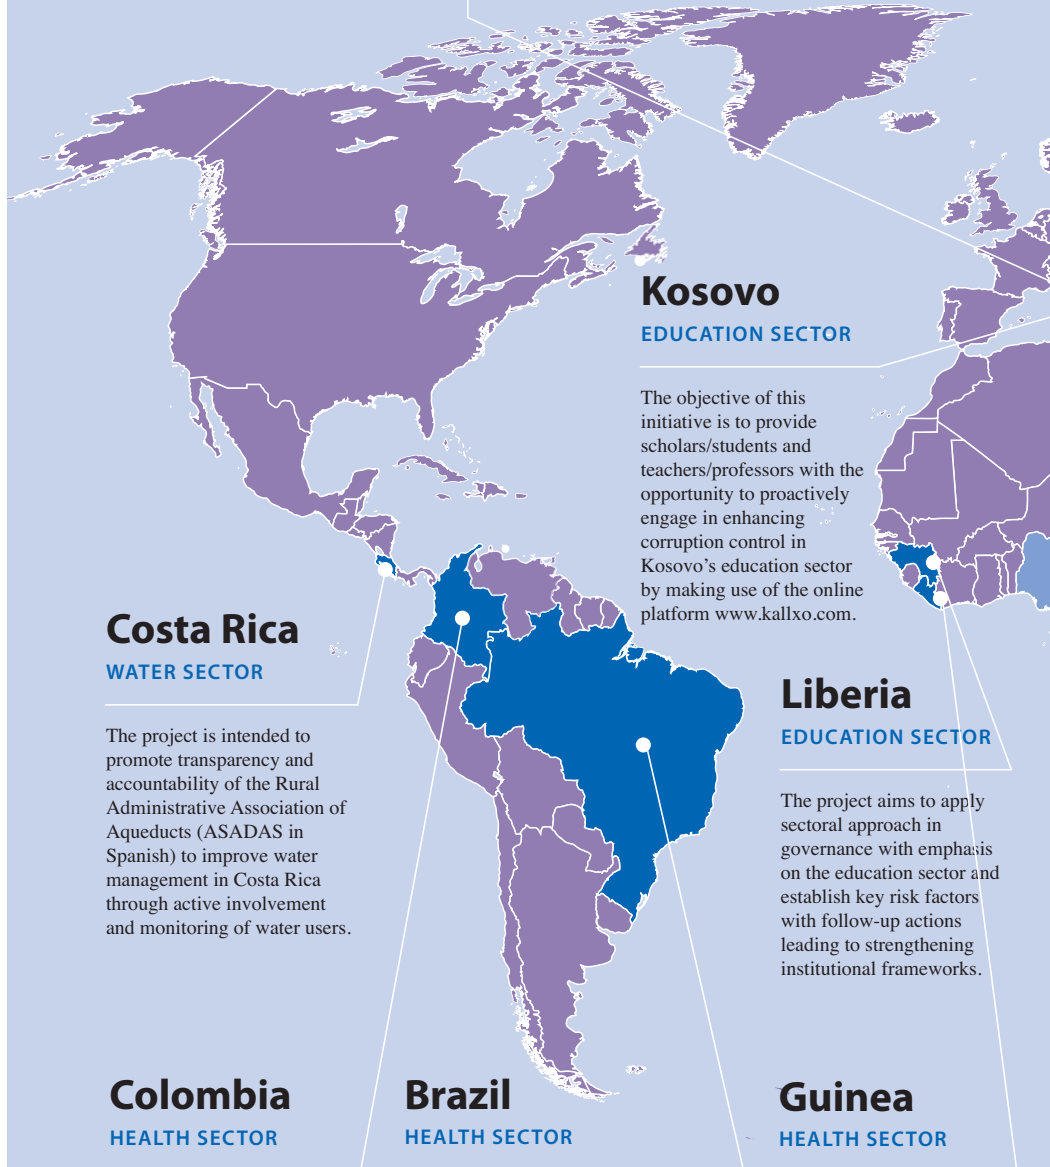 Kosovo
EDUCATION SECTOR
The objective of this
initiative is to provide
scholars/students and
teachers/professors with the
opportunity to proactively
engage in enhancing
corruption control in
Kosovo’s education sector
by making use of the online
platform www.kallxo.com.
Costa Rica
WATER SECTOR
The project is intended to
promote transparency and
accountability of the Rural
Administrative Association of
Aqueducts (ASADAS in
Spanish) to improve water
management in Costa Rica
through active involvement
and monitoring of water users.
Liberia
EDUCATION SECTOR
The project aims to apply
sectoral approach in
governance with emphasis
on the education sector and
establish key risk factors
with follow-up actions
leading to strengthening
institutional frameworks.
Colombia
HEALTH SECTOR
Brazil
HEALTH SECTOR
Guinea
HEALTH SECTOR